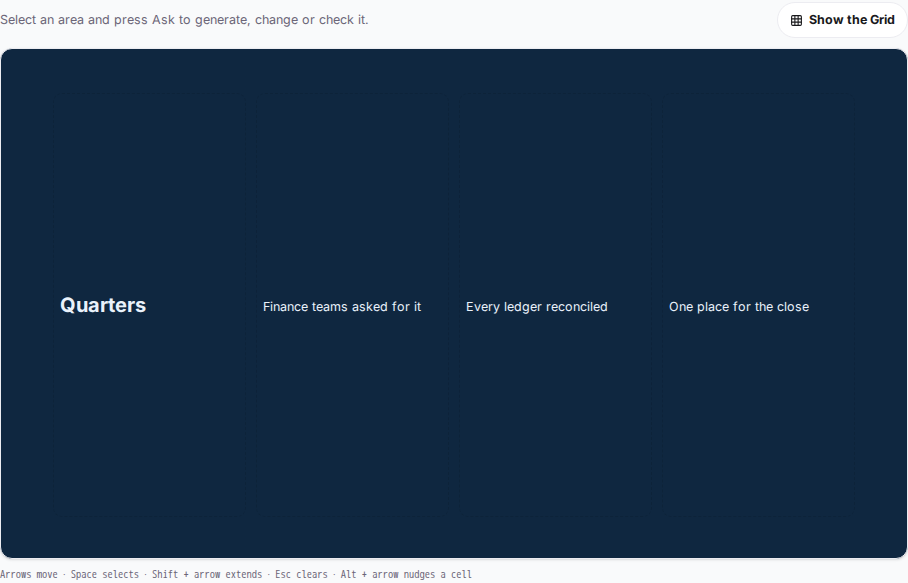 Select an area and press Ask to generate, change or check it.
Show the Grid
Quarters
Finance teams asked for it
Every ledger reconciled
One place for the close
Arrows move · Space selects · Shift + arrow extends · Esc clears · Alt + arrow nudges a cell